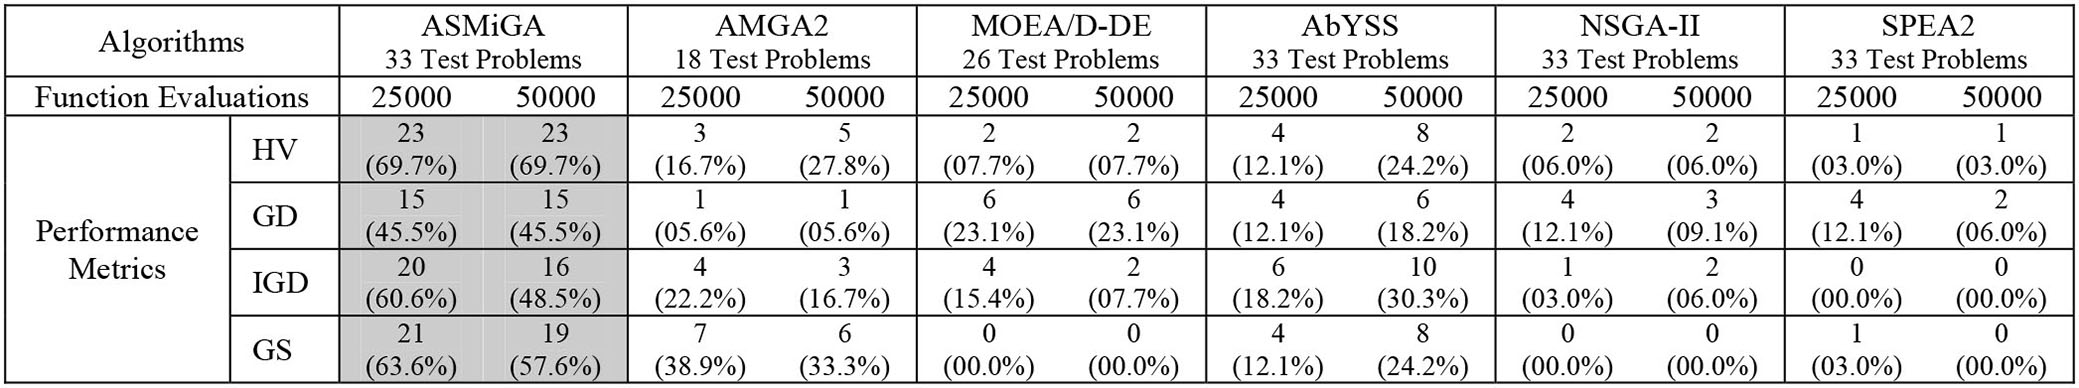 Algorithms
ASMiGA
33 Test Problems
AMGA2
18 Test Problems
MOEA/D-DE
26 Test Problems
AbYSS
33 Test Problems
NSGA-II
33 Test Problems
SPEA2
33 Test Problems
Function Evaluations 25000 50000 25000 50000 25000 50000 25000 50000 25000 50000 25000 50000
Performance
Metrics
HV
23 23 3 5 2 2 4 8 2 2 1 1
(69.7%) (69.7%) (16.7%) (27.8%) (07.7%) (07.7%) (12.1%) (24.2%) (06.0%) (06.0%) (03.0%) (03.0%)
GD
15 15 1 1 6 6 4 6 4 3 4 2
(45.5%) (45.5%) (05.6%) (05.6%) (23.1%) (23.1%) (12.1%) (18.2%) (12.1%) (09.1%) (12.1%) (06.0%)
IGD
20 16 4 3 4 2 6 10 1 2 0 0
(60.6%) (48.5%) (22.2%) (16.7%) (15.4%) (07.7%) (18.2%) (30.3%) (03.0%) (06.0%) (00.0%) (00.0%)
GS
21 19 7 6 0 0 4 8 0 0 1 0
(63.6%) (57.6%) (38.9%) (33.3%) (00.0%) (00.0%) (12.1%) (24.2%) (00.0%) (00.0%) (03.0%) (00.0%)